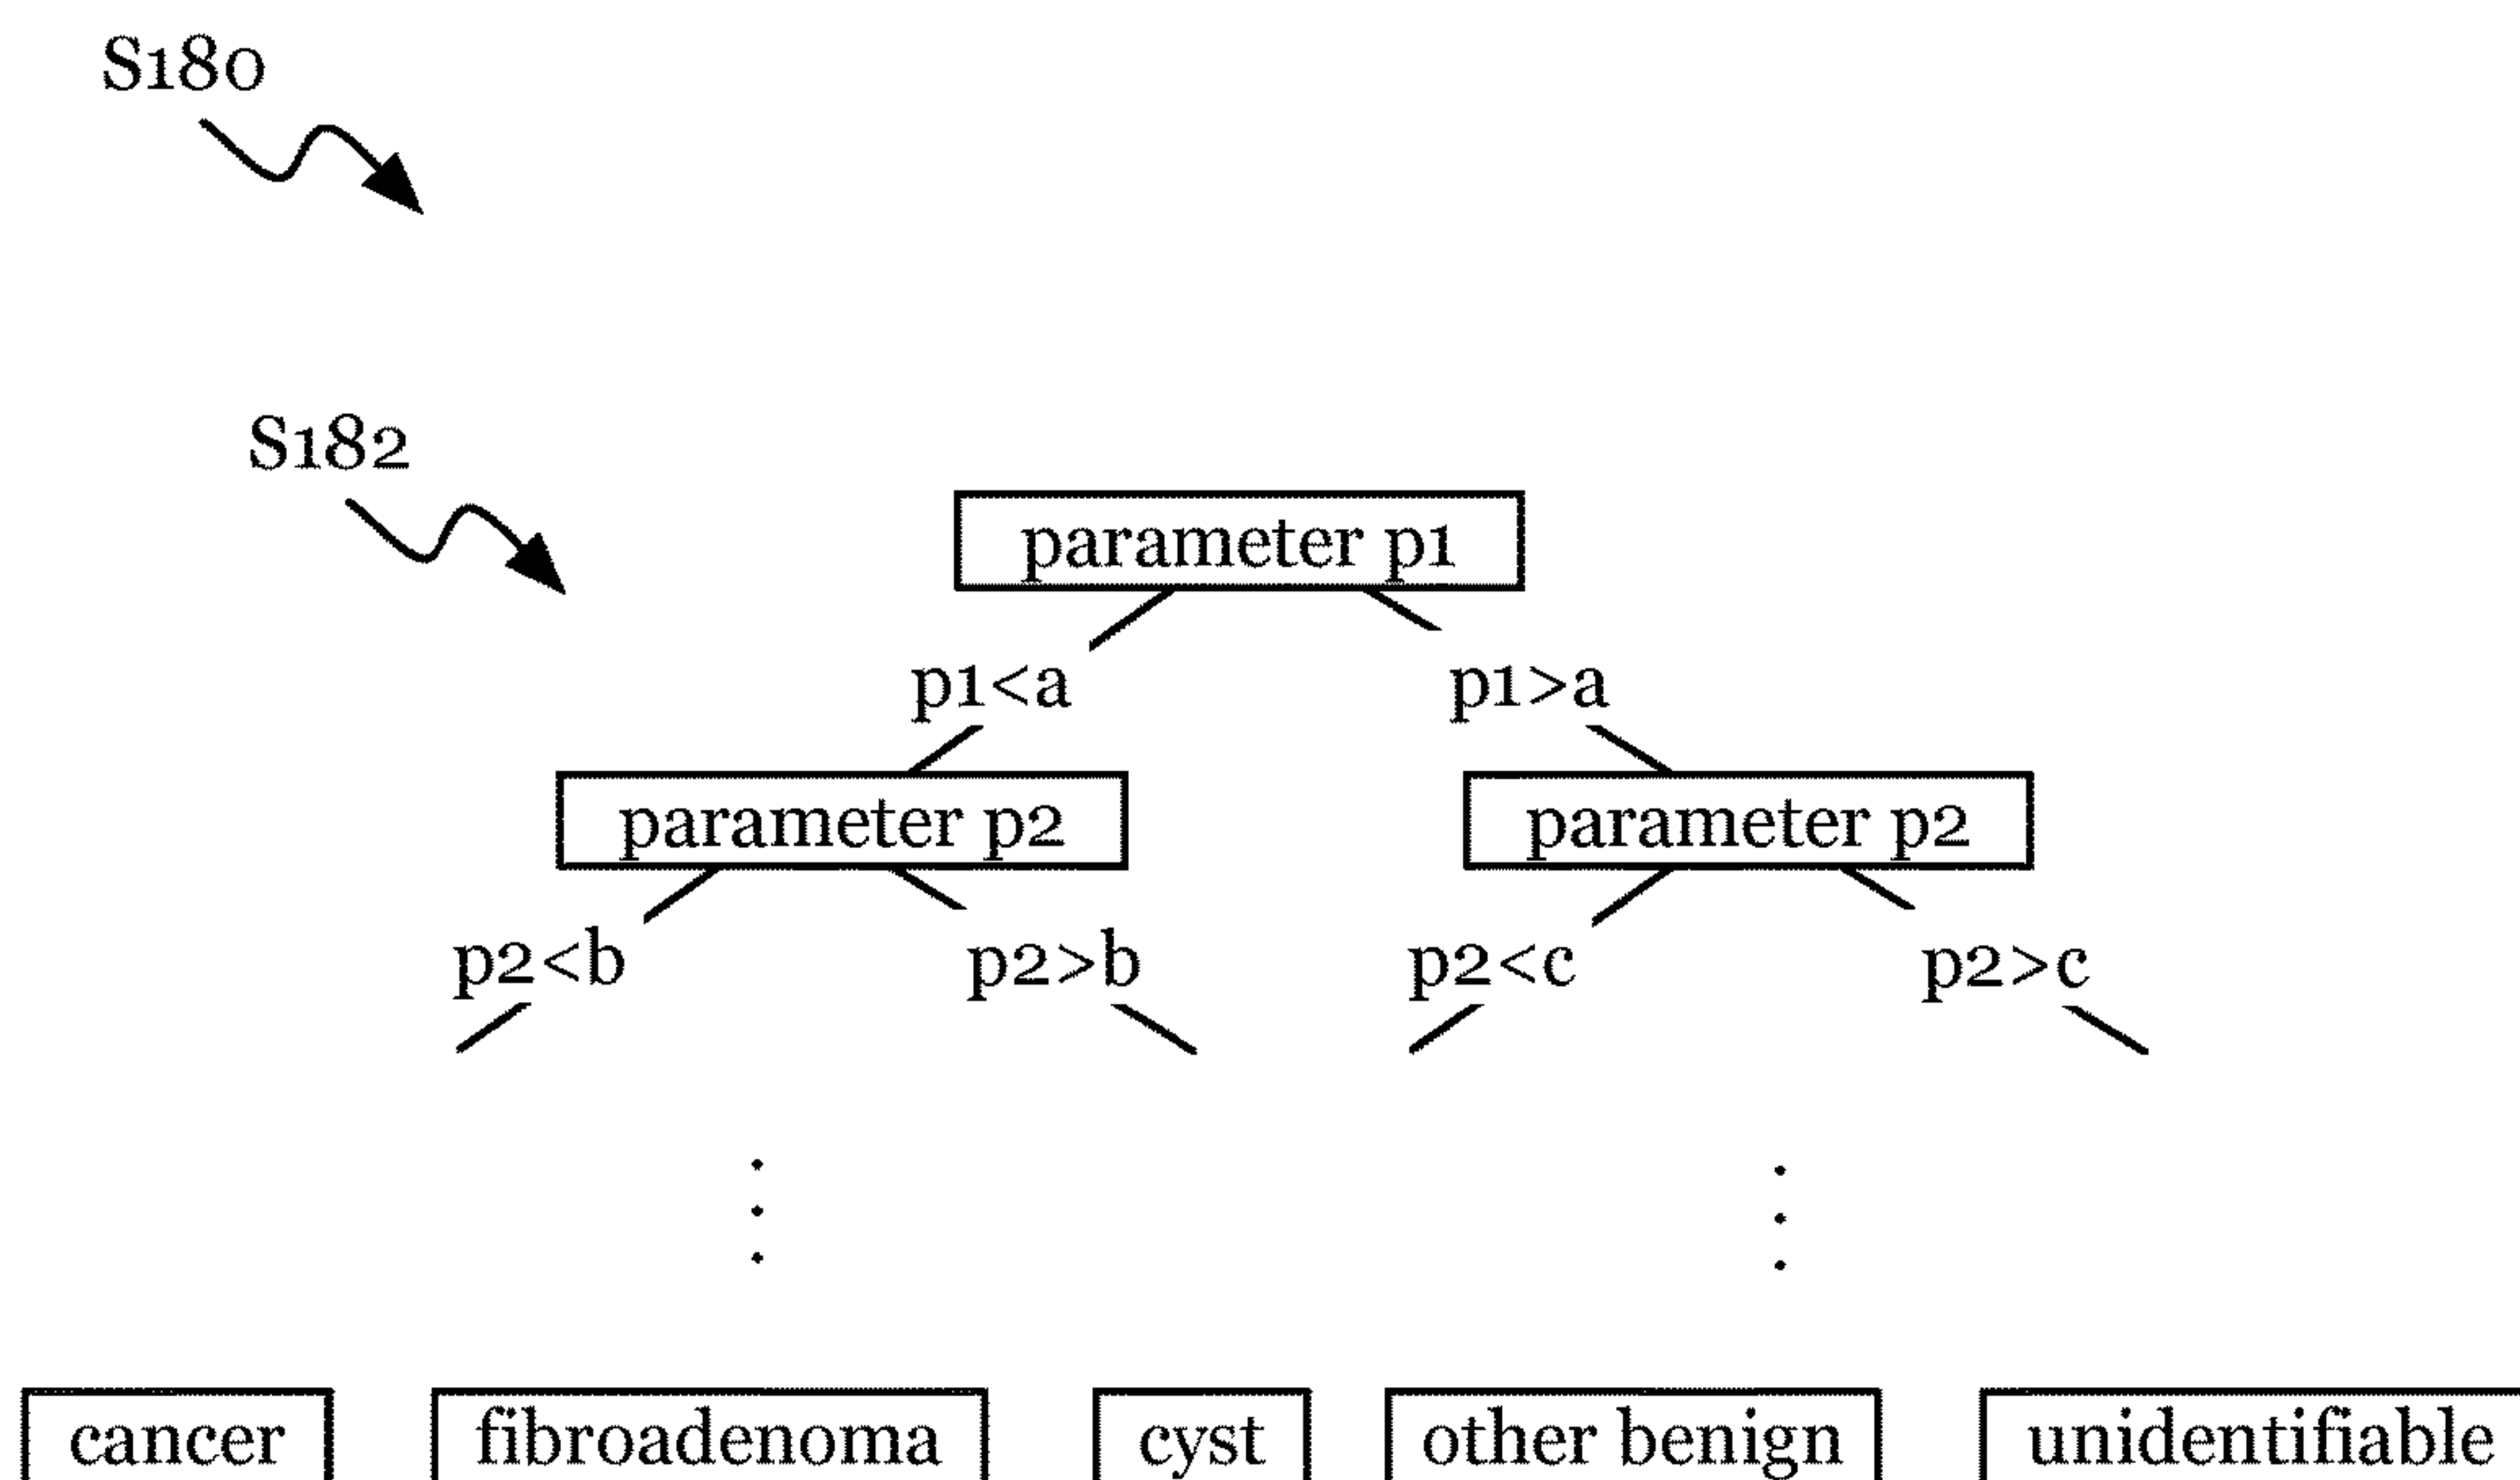 S180
S182
parameter p1
p1<a p1>a
parameter p2 parameter p2
p2<b p2>b p2<c p2>c
cancer fibroadenoma cyst other benign unidentifiable